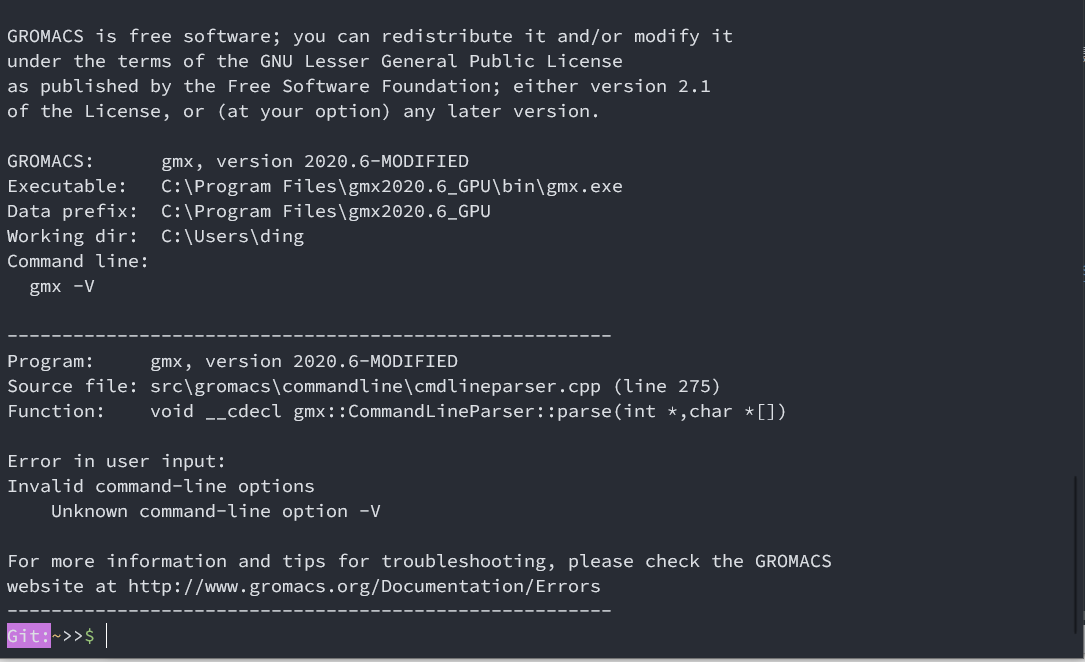 GROMACS is free software; you can redistribute it and/or modify it
under the terms of the GNU Lesser General Public License
as published by the Free Software Foundation; either version 2.1
of the License, or (at your option) any later version.
GROMACS:      gmx, version 2020.6-MODIFIED
Executable:   C:\Program Files\gmx2020.6_GPU\bin\gmx.exe
Data prefix:  C:\Program Files\gmx2020.6_GPU
Working dir:  C:\Users\ding
Command line:
  gmx -V
-------------------------------------------------------
Program:     gmx, version 2020.6-MODIFIED
Source file: src\gromacs\commandline\cmdlineparser.cpp (line 275)
Function:    void __cdecl gmx::CommandLineParser::parse(int *,char *[])
Error in user input:
Invalid command-line options
    Unknown command-line option -V
For more information and tips for troubleshooting, please check the GROMACS
website at http://www.gromacs.org/Documentation/Errors
-------------------------------------------------------
Git:~>>$